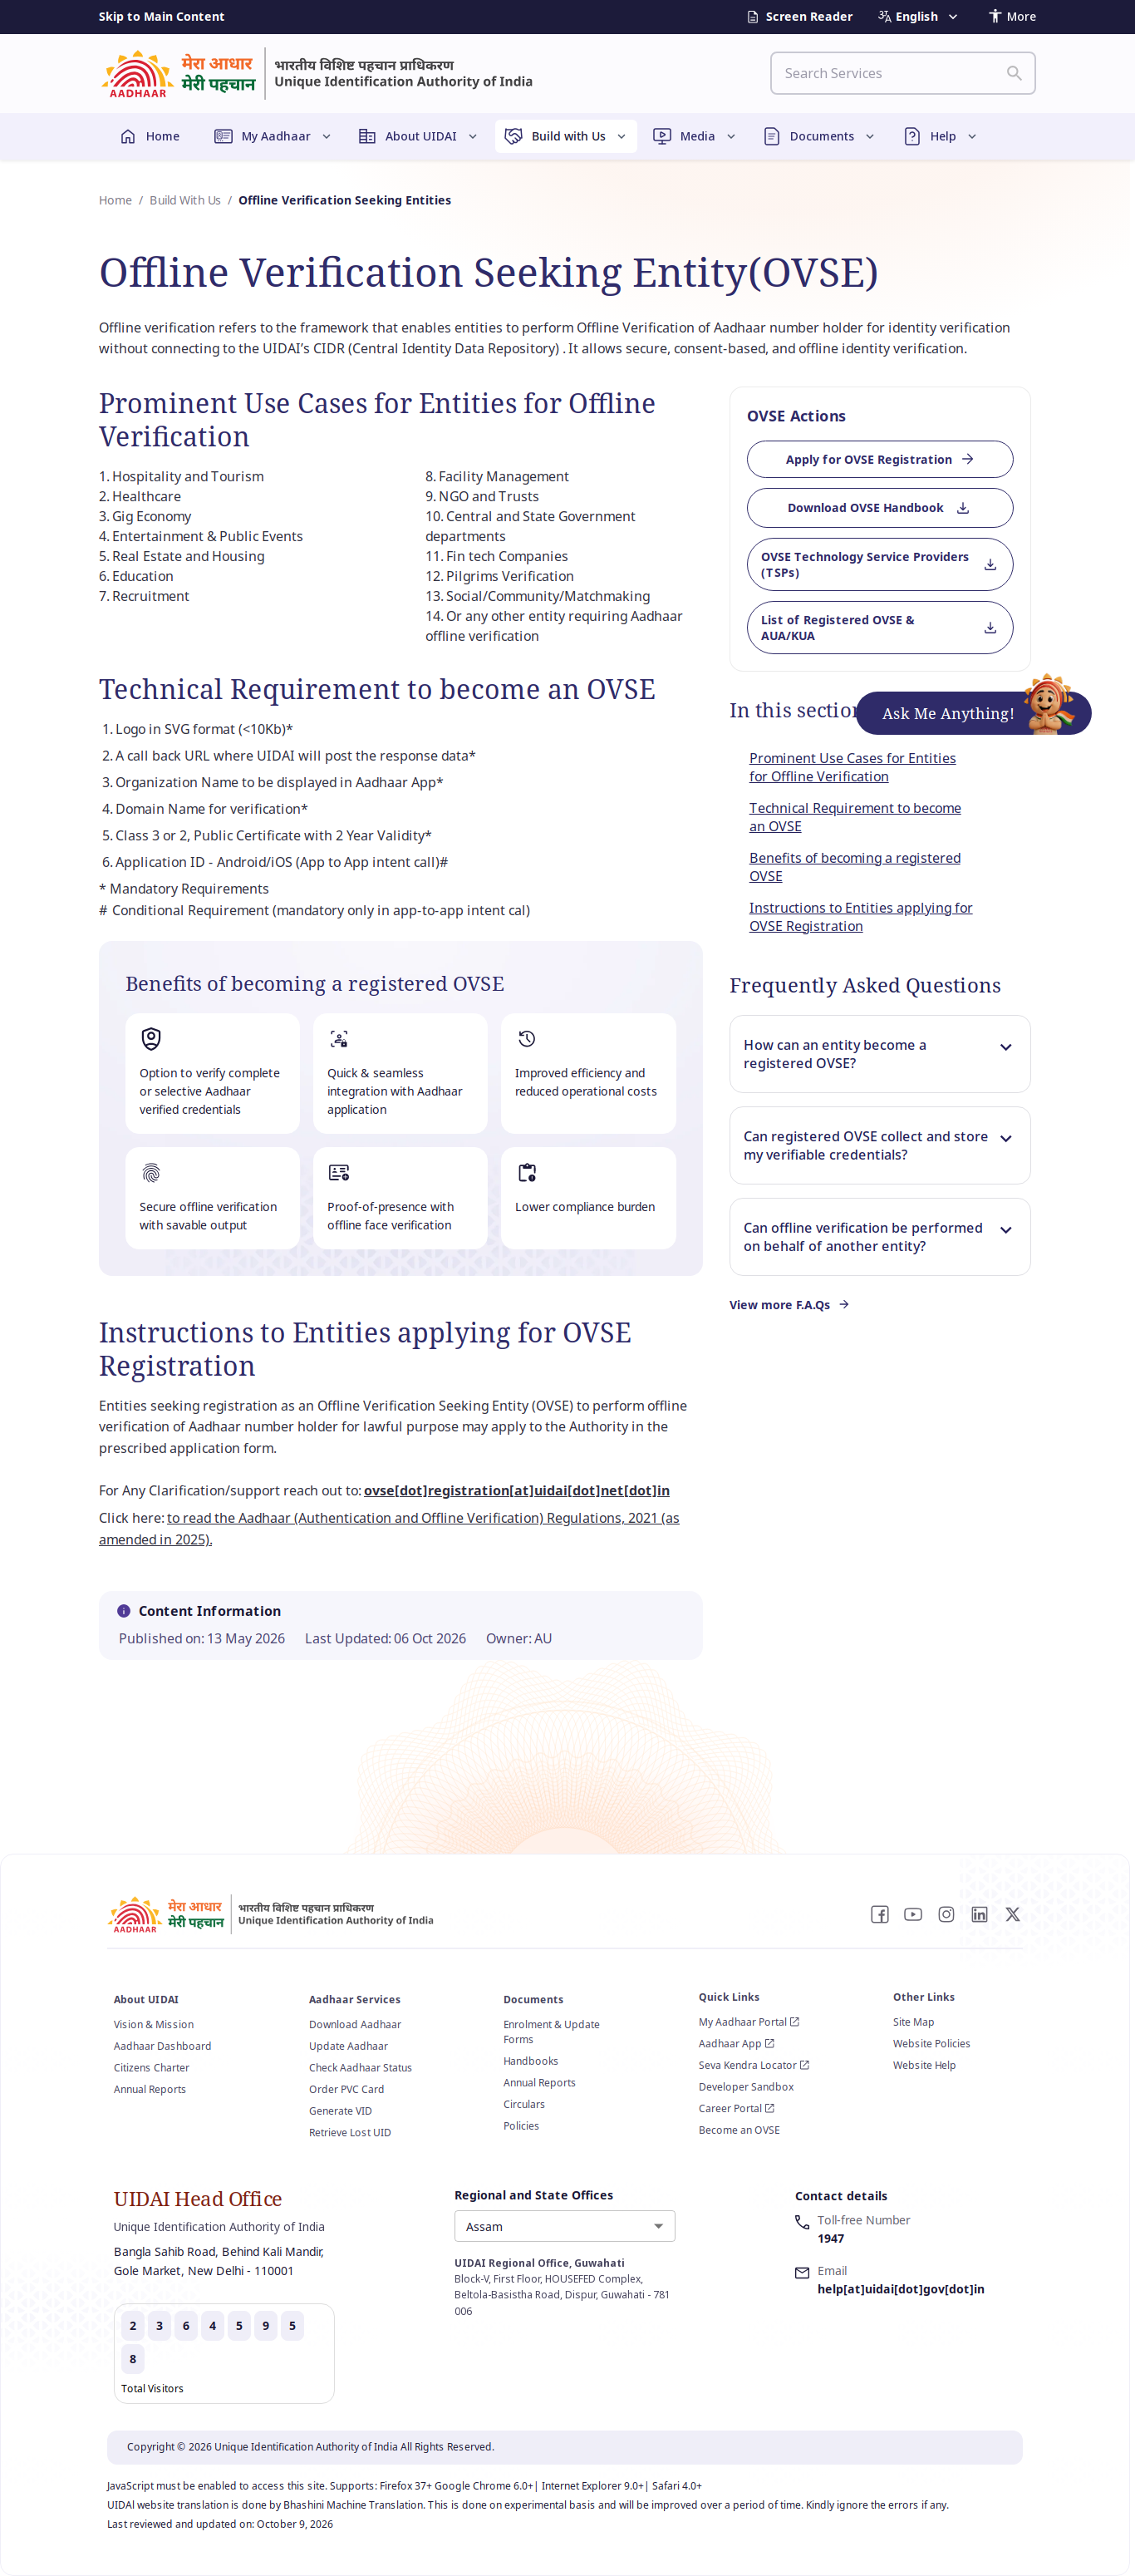 Skip to Main Content
Screen Reader
English
More
AADHAAR
मेरा आधार
मेरी पहचान
भारतीय विशिष्ट पहचान प्राधिकरण
Unique Identification Authority of India
Search Services
Home
My Aadhaar
About UIDAI
Build with Us
Media
Documents
Help
Home / Build With Us / Offline Verification Seeking Entities
Offline Verification Seeking Entity(OVSE)
Offline verification refers to the framework that enables entities to perform Offline Verification of Aadhaar number holder for identity verification
without connecting to the UIDAI’s CIDR (Central Identity Data Repository) . It allows secure, consent-based, and offline identity verification.
Prominent Use Cases for Entities for Offline
Verification
1. Hospitality and Tourism
2. Healthcare
3. Gig Economy
4. Entertainment & Public Events
5. Real Estate and Housing
6. Education
7. Recruitment
8. Facility Management
9. NGO and Trusts
10. Central and State Government
departments
11. Fin tech Companies
12. Pilgrims Verification
13. Social/Community/Matchmaking
14. Or any other entity requiring Aadhaar
offline verification
Technical Requirement to become an OVSE
1. Logo in SVG format (<10Kb)*
2. A call back URL where UIDAI will post the response data*
3. Organization Name to be displayed in Aadhaar App*
4. Domain Name for verification*
5. Class 3 or 2, Public Certificate with 2 Year Validity*
6. Application ID - Android/iOS (App to App intent call)#
* Mandatory Requirements
# Conditional Requirement (mandatory only in app-to-app intent cal)
Benefits of becoming a registered OVSE
Option to verify complete
or selective Aadhaar
verified credentials
Quick & seamless
integration with Aadhaar
application
Improved efficiency and
reduced operational costs
Secure offline verification
with savable output
Proof-of-presence with
offline face verification
Lower compliance burden
Instructions to Entities applying for OVSE
Registration
Entities seeking registration as an Offline Verification Seeking Entity (OVSE) to perform offline
verification of Aadhaar number holder for lawful purpose may apply to the Authority in the
prescribed application form.
For Any Clarification/support reach out to: ovse[dot]registration[at]uidai[dot]net[dot]in
Click here: to read the Aadhaar (Authentication and Offline Verification) Regulations, 2021 (as
amended in 2025).
Content Information
Published on: 13 May 2026
Last Updated: 06 Oct 2026
Owner: AU
OVSE Actions
Apply for OVSE Registration
Download OVSE Handbook
OVSE Technology Service Providers
(TSPs)
List of Registered OVSE &
AUA/KUA
In this section
Ask Me Anything!
Prominent Use Cases for Entities
for Offline Verification
Technical Requirement to become
an OVSE
Benefits of becoming a registered
OVSE
Instructions to Entities applying for
OVSE Registration
Frequently Asked Questions
How can an entity become a
registered OVSE?
Can registered OVSE collect and store
my verifiable credentials?
Can offline verification be performed
on behalf of another entity?
View more F.A.Qs
AADHAAR
मेरा आधार
मेरी पहचान
भारतीय विशिष्ट पहचान प्राधिकरण
Unique Identification Authority of India
About UIDAI
Vision & Mission
Aadhaar Dashboard
Citizens Charter
Annual Reports
Aadhaar Services
Download Aadhaar
Update Aadhaar
Check Aadhaar Status
Order PVC Card
Generate VID
Retrieve Lost UID
Documents
Enrolment & Update
Forms
Handbooks
Annual Reports
Circulars
Policies
Quick Links
My Aadhaar Portal
Aadhaar App
Seva Kendra Locator
Developer Sandbox
Career Portal
Become an OVSE
Other Links
Site Map
Website Policies
Website Help
UIDAI Head Office
Unique Identification Authority of India
Bangla Sahib Road, Behind Kali Mandir,
Gole Market, New Delhi - 110001
2 3 6 4 5 9 5
8
Total Visitors
Regional and State Offices
Assam
UIDAI Regional Office, Guwahati
Block-V, First Floor, HOUSEFED Complex,
Beltola-Basistha Road, Dispur, Guwahati - 781
006
Contact details
Toll-free Number
1947
Email
help[at]uidai[dot]gov[dot]in
Copyright © 2026 Unique Identification Authority of India All Rights Reserved.
JavaScript must be enabled to access this site. Supports: Firefox 37+ Google Chrome 6.0+| Internet Explorer 9.0+| Safari 4.0+
UIDAI website translation is done by Bhashini Machine Translation. This is done on experimental basis and will be improved over a period of time. Kindly ignore the errors if any.
Last reviewed and updated on: October 9, 2026